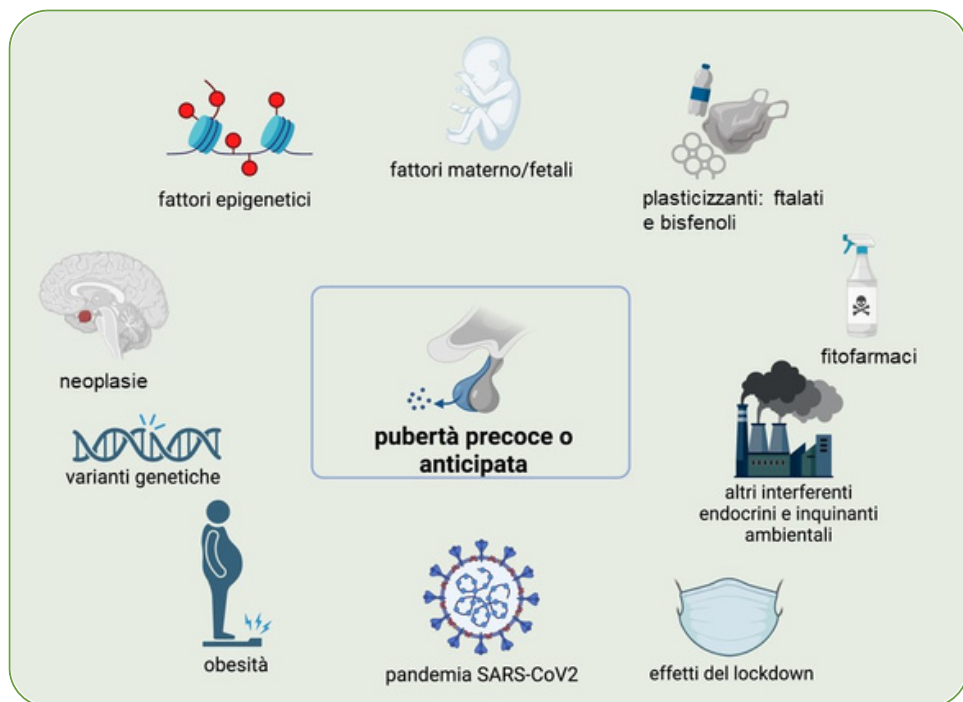 fattori epigenetici
fattori materno/fetali
plasticizzanti: ftalati
e bisfenoli
neoplasie
fitofarmaci
pubertà precoce o
anticipata
varianti genetiche
altri interferenti
endocrini e inquinanti
ambientali
obesità
pandemia SARS-CoV2
effetti del lockdown